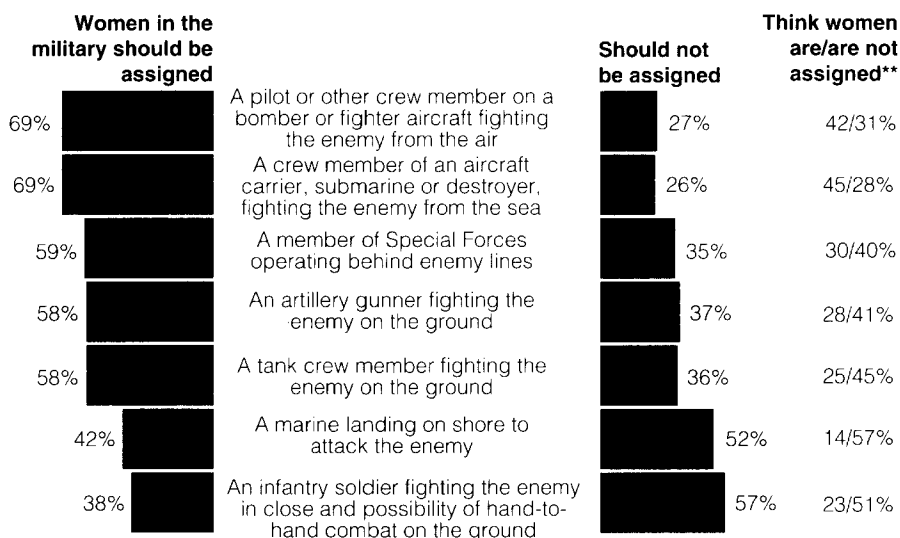 Women in the
military should be
assigned
Should not
be assigned
Think women
are/are not
assigned**
69%
A pilot or other crew member on a
bomber or fighter aircraft fighting
the enemy from the air
27%
42/31%
69%
A crew member of an aircraft
carrier, submarine or destroyer,
fighting the enemy from the sea
26%
45/28%
59%
A member of Special Forces
operating behind enemy lines
35%
30/40%
58%
An artillery gunner fighting the
enemy on the ground
37%
28/41%
58%
A tank crew member fighting the
enemy on the ground
36%
25/45%
42%
A marine landing on shore to
attack the enemy
52%
14/57%
38%
An infantry soldier fighting the enemy
in close and possibility of hand-to-
hand combat on the ground
57%
23/51%